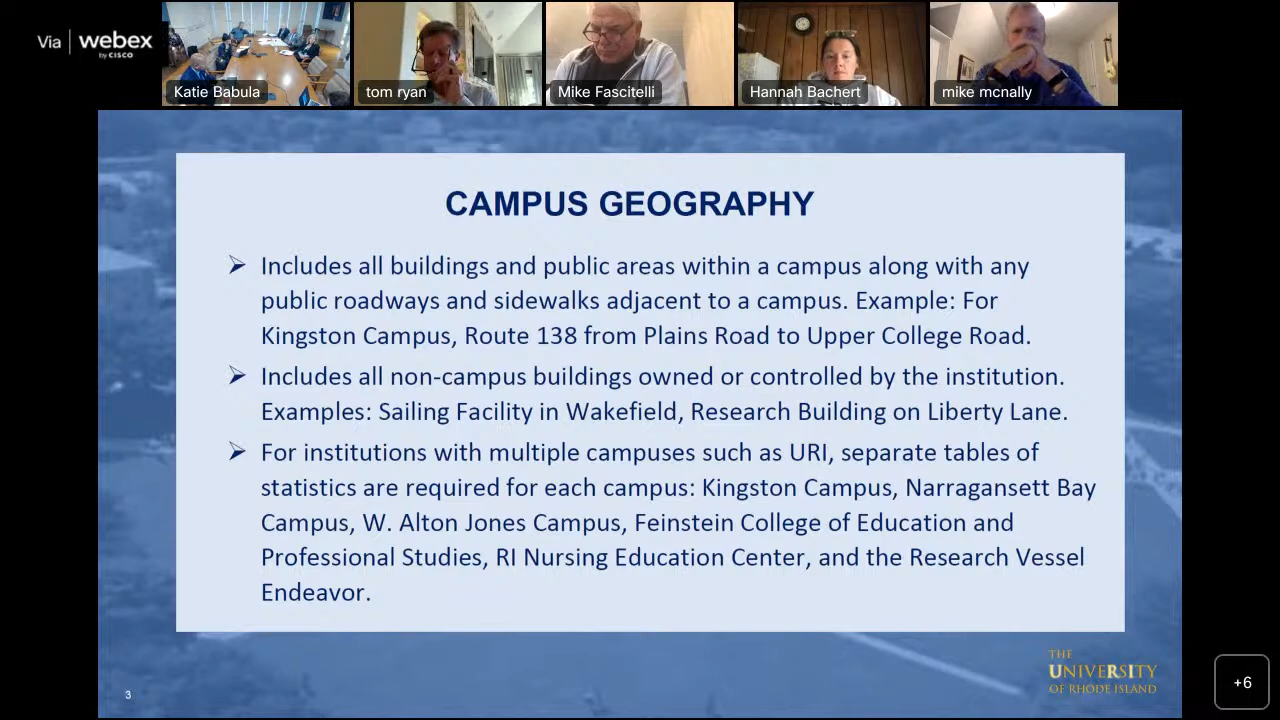 Via webex
by CISCO
Katie Babula
tom ryan
Mike Fascitelli
Hannah Bachert
mike mcnally
CAMPUS GEOGRAPHY
➢ Includes all buildings and public areas within a campus along with any
public roadways and sidewalks adjacent to a campus. Example: For
Kingston Campus, Route 138 from Plains Road to Upper College Road.
➢ Includes all non-campus buildings owned or controlled by the institution.
Examples: Sailing Facility in Wakefield, Research Building on Liberty Lane.
➢ For institutions with multiple campuses such as URI, separate tables of
statistics are required for each campus: Kingston Campus, Narragansett Bay
Campus, W. Alton Jones Campus, Feinstein College of Education and
Professional Studies, RI Nursing Education Center, and the Research Vessel
Endeavor.
THE
UNIVERSITY
OF RHODE ISLAND
3
+6